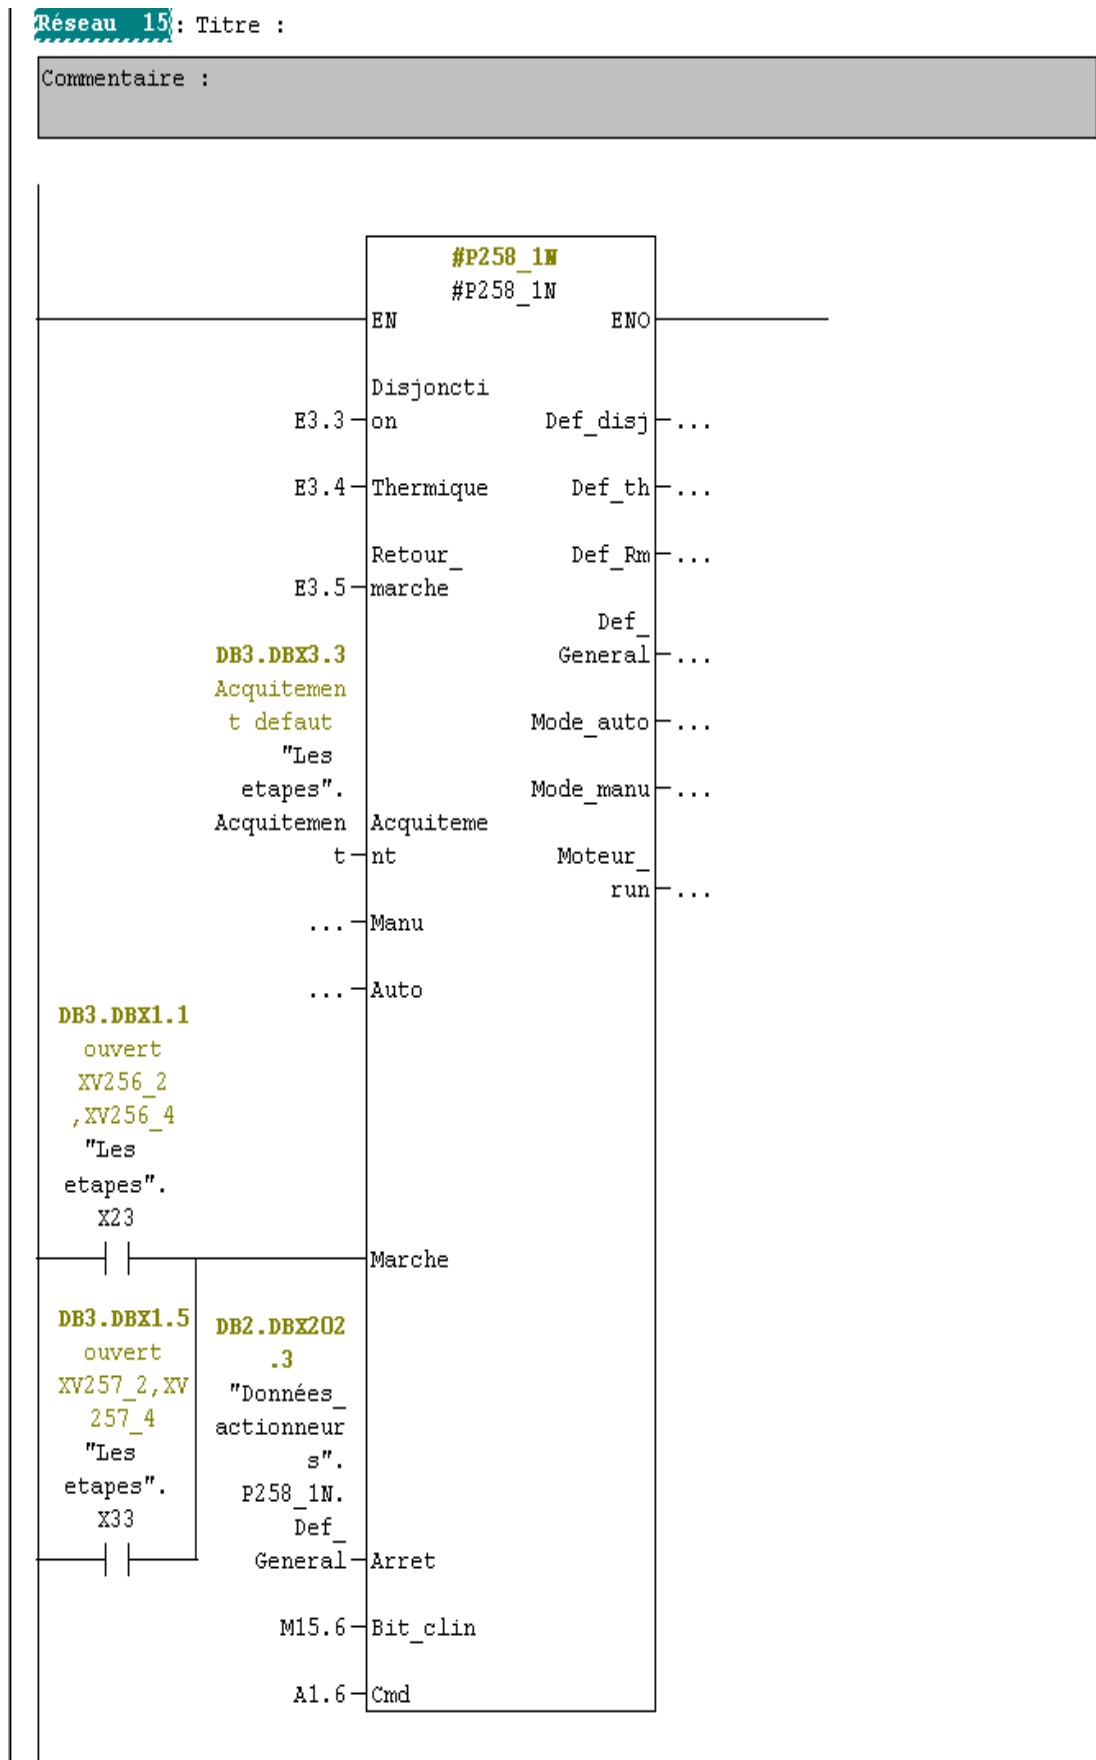 Réseau 15 : Titre :
Commentaire :
#P258_1N
#P258_1N
EN ENO
Disjoncti
E3.3 on Def_disj ...
E3.4 Thermique Def_th ...
Retour_ Def_Rm ...
E3.5 marche
Def_
DB3.DBX3.3 General ...
Acquitemen
t defaut Mode_auto ...
"Les
etapes". Mode_manu ...
Acquitemen Acquiteme
t nt Moteur_
run ...
... Manu
... Auto
DB3.DBX1.1
ouvert
XV256_2
,XV256_4
"Les
etapes".
X23
Marche
DB3.DBX1.5
ouvert
XV257_2,XV
257_4
"Les
etapes".
X33
DB2.DBX202
.3
"Données_
actionneur
s".
P258_1N.
Def_
General Arret
M15.6 Bit_clin
A1.6 Cmd